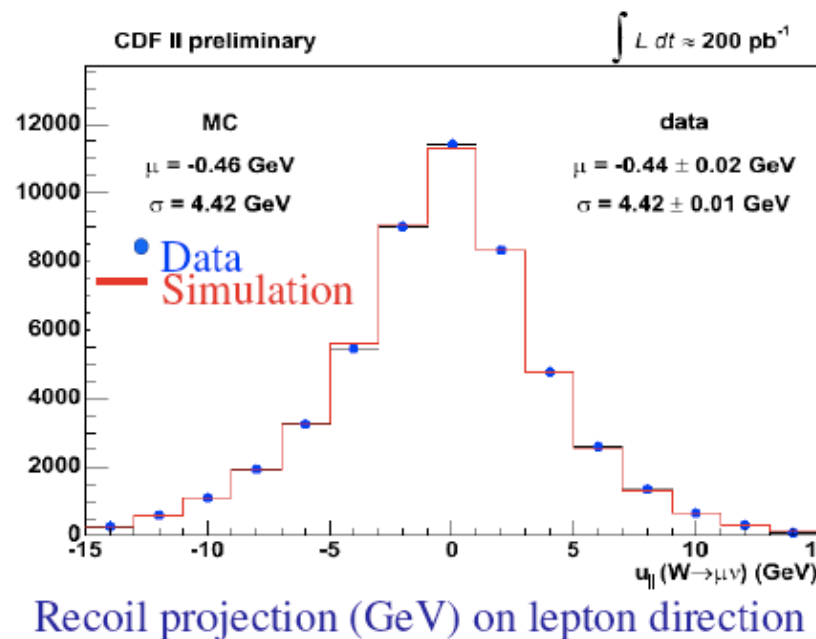 CDF II preliminary
∫ L dt ≈ 200 pb⁻¹
MC
μ = -0.46 GeV
σ = 4.42 GeV
data
μ = -0.44 ± 0.02 GeV
σ = 4.42 ± 0.01 GeV
Data
Simulation
12000
10000
8000
6000
4000
2000
0
-15 -10 -5 0 5 10
u∥(W→μν) (GeV)
Recoil projection (GeV) on lepton direction